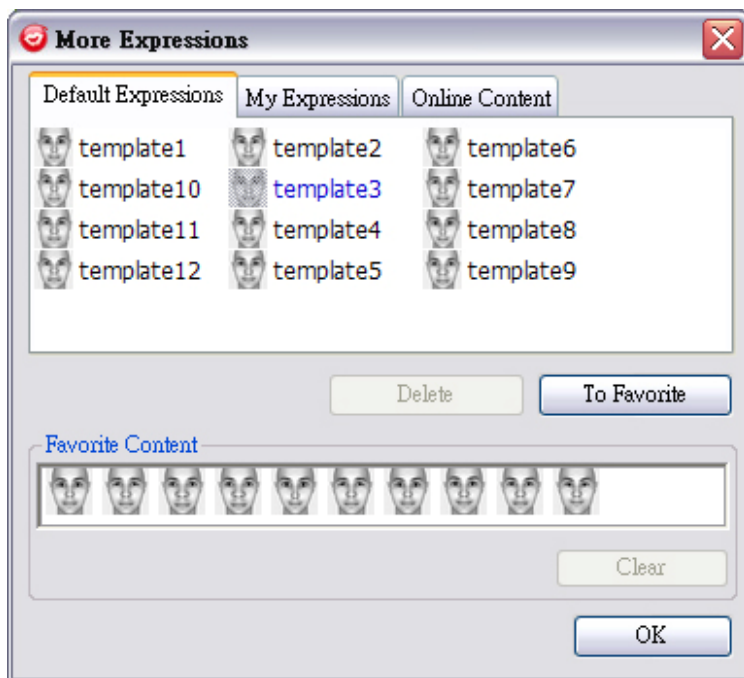 More Expressions
Default Expressions My Expressions Online Content
template1 template2 template6
template10 template3 template7
template11 template4 template8
template12 template5 template9
Delete To Favorite
Favorite Content
Clear
OK